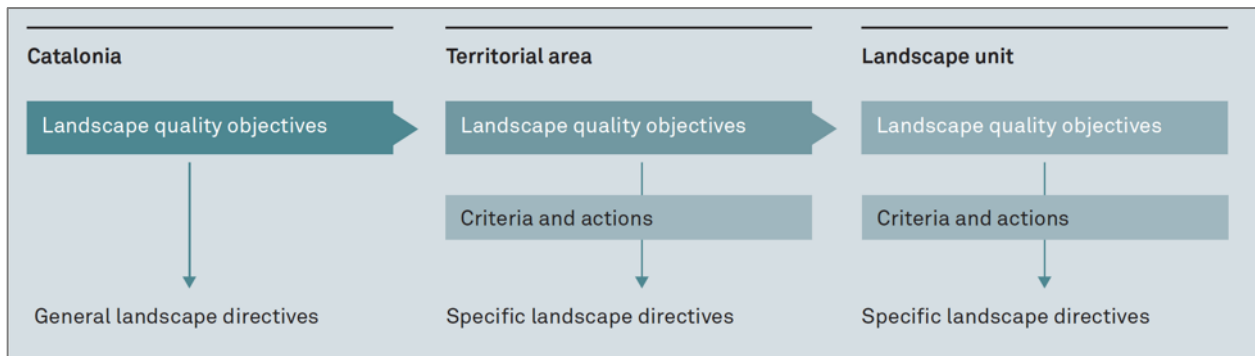 Catalonia
Territorial area
Landscape unit
Landscape quality objectives
Landscape quality objectives
Landscape quality objectives
Criteria and actions
Criteria and actions
General landscape directives
Specific landscape directives
Specific landscape directives